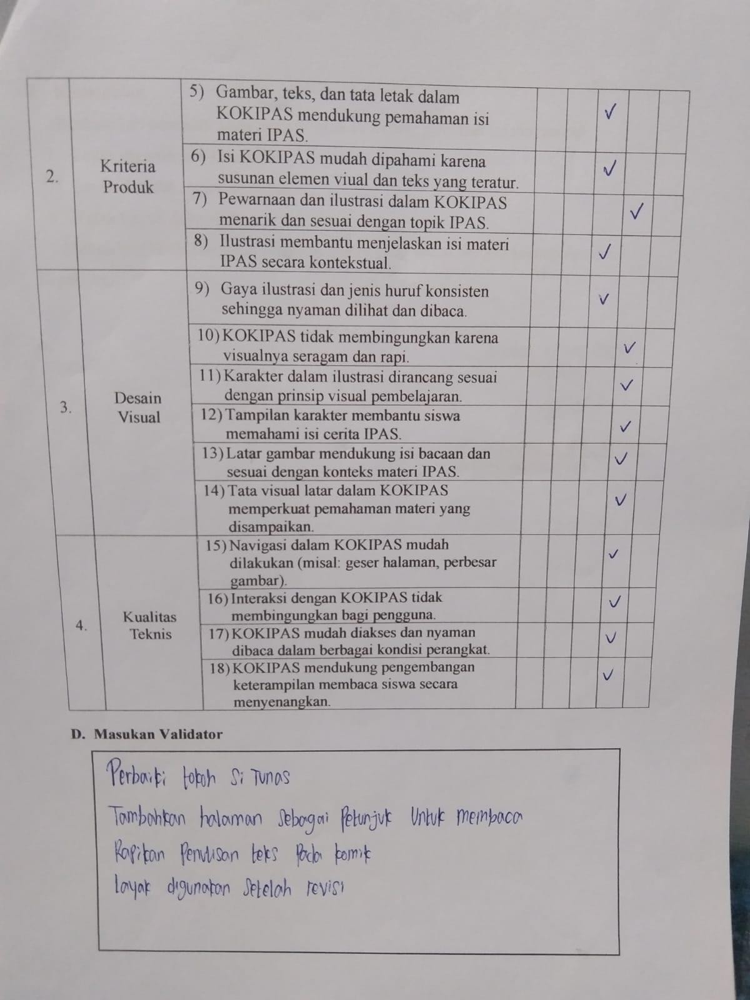 5) Gambar, teks, dan tata letak dalam
KOKIPAS mendukung pemahaman isi
materi IPAS.
✓
2.
Kriteria
Produk
6) Isi KOKIPAS mudah dipahami karena
susunan elemen viual dan teks yang teratur.
✓
7) Pewarnaan dan ilustrasi dalam KOKIPAS
menarik dan sesuai dengan topik IPAS.
✓
8) Ilustrasi membantu menjelaskan isi materi
IPAS secara kontekstual.
✓
3.
Desain
Visual
9) Gaya ilustrasi dan jenis huruf konsisten
sehingga nyaman dilihat dan dibaca.
✓
10) KOKIPAS tidak membingungkan karena
visualnya seragam dan rapi.
✓
11) Karakter dalam ilustrasi dirancang sesuai
dengan prinsip visual pembelajaran.
✓
12) Tampilan karakter membantu siswa
memahami isi cerita IPAS.
✓
13) Latar gambar mendukung isi bacaan dan
sesuai dengan konteks materi IPAS.
✓
14) Tata visual latar dalam KOKIPAS
memperkuat pemahaman materi yang
disampaikan.
✓
4.
Kualitas
Teknis
15) Navigasi dalam KOKIPAS mudah
dilakukan (misal: geser halaman, perbesar
gambar).
✓
16) Interaksi dengan KOKIPAS tidak
membingungkan bagi pengguna.
✓
17) KOKIPAS mudah diakses dan nyaman
dibaca dalam berbagai kondisi perangkat.
✓
18) KOKIPAS mendukung pengembangan
keterampilan membaca siswa secara
menyenangkan.
✓
D. Masukan Validator
Perbaiki tokoh Si Tunas
Tambahkan halaman sebagai Petunjuk Untuk membaca
Rapikan Penulisan teks Pada komik
layak digunakan Setelah revisi